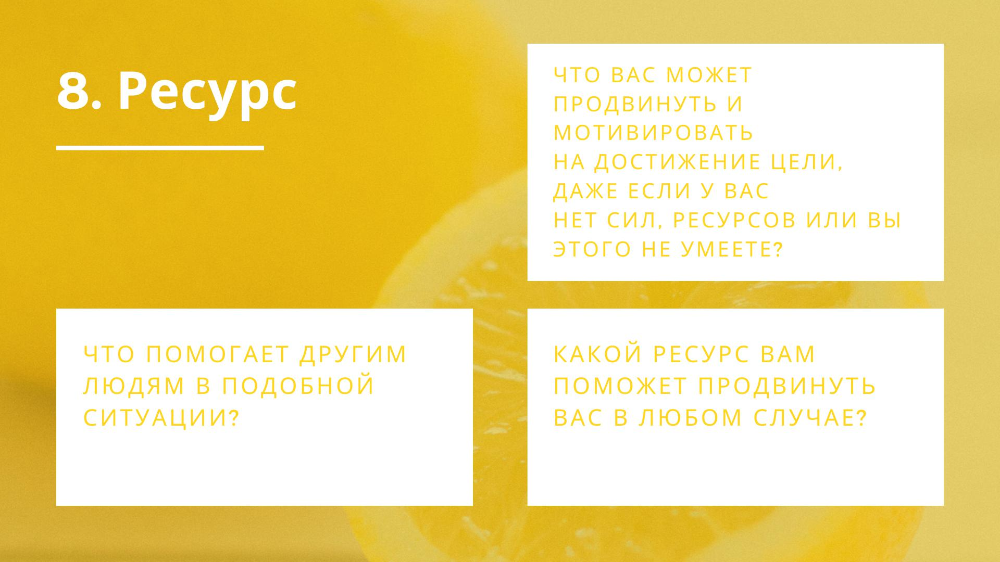 8. Ресурс
ЧТО ВАС МОЖЕТ
ПРОДВИНУТЬ И
МОТИВИРОВАТЬ
НА ДОСТИЖЕНИЕ ЦЕЛИ,
ДАЖЕ ЕСЛИ У ВАС
НЕТ СИЛ, РЕСУРСОВ ИЛИ ВЫ
ЭТОГО НЕ УМЕЕТЕ?
ЧТО ПОМОГАЕТ ДРУГИМ
ЛЮДЯМ В ПОДОБНОЙ
СИТУАЦИИ?
КАКОЙ РЕСУРС ВАМ
ПОМОЖЕТ ПРОДВИНУТЬ
ВАС В ЛЮБОМ СЛУЧАЕ?